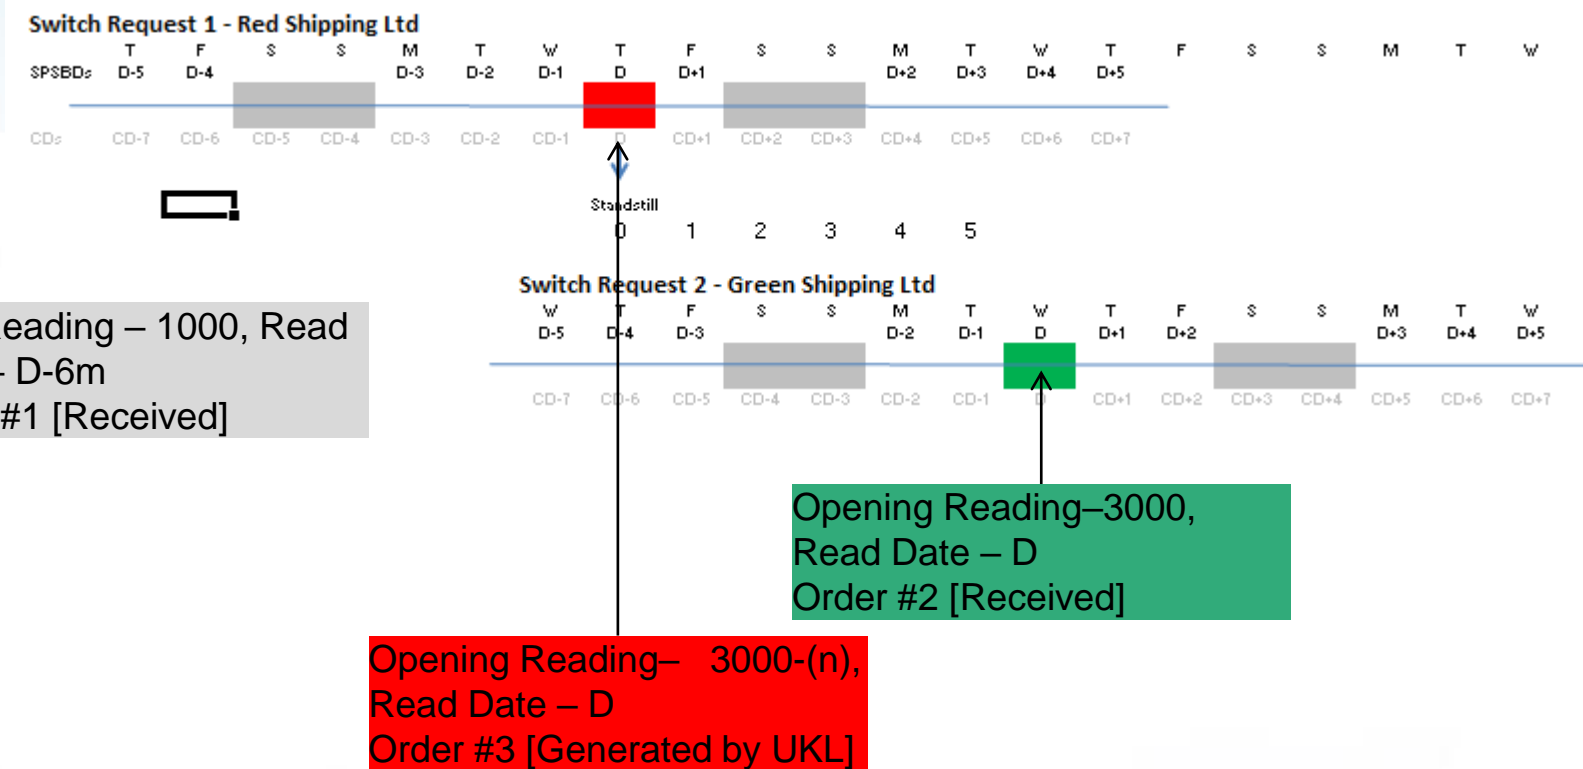 Switch Request 1 - Red Shipping Ltd
T F S S M T W T F S S M T W T F S S M T W
SPSBDs D-5 D-4 D-3 D-2 D-1 D D+1 D+2 D+3 D+4 D+5
CDs CD-7 CD-6 CD-5 CD-4 CD-3 CD-2 CD-1 D CD+1 CD+2 CD+3 CD+4 CD+5 CD+6 CD+7
Standstill
0 1 2 3 4 5
Switch Request 2 - Green Shipping Ltd
W T F S S M T W T F S S M T W
D-5 D-4 D-3 D-2 D-1 D D+1 D+2 D+3 D+4 D+5
CD-7 CD-6 CD-5 CD-4 CD-3 CD-2 CD-1 D CD+1 CD+2 CD+3 CD+4 CD+5 CD+6 CD+7
eading – 1000, Read
- D-6m
#1 [Received]
Opening Reading–3000,
Read Date – D
Order #2 [Received]
Opening Reading– 3000-(n),
Read Date – D
Order #3 [Generated by UKL]